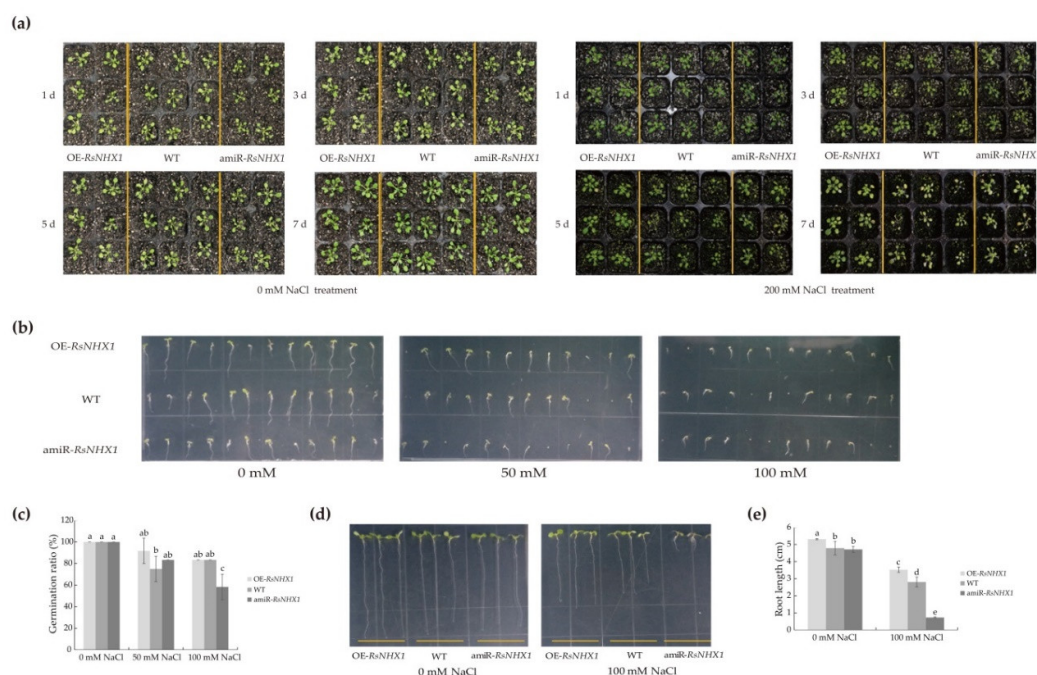 (a)
1 d
3 d
1 d
3 d
OE-RsNHX1 WT amiR-RsNHX1
OE-RsNHX1 WT amiR-RsNHX1
OE-RsNHX1 WT amiR-RsNHX1
OE-RsNHX1 WT amiR-RsNHX
5 d
7 d
5 d
7 d
0 mM NaCl treatment
200 mM NaCl treatment
(b)
OE-RsNHX1
WT
amiR-RsNHX1
0 mM
50 mM
100 mM
(c)
Germination ratio (%)
120
100
80
60
40
20
0
a a a
ab b ab
ab ab c
0 mM NaCl 50 mM NaCl 100 mM NaCl
OE-RsNHX1
WT
amiR-RsNHX1
(d)
OE-RsNHX1 WT amiR-RsNHX1
0 mM NaCl
OE-RsNHX1 WT amiR-RsNHX1
100 mM NaCl
(e)
Root length (cm)
6
5
4
3
2
1
0
a b b
c d e
0 mM NaCl 100 mM NaCl
OE-RsNHX1
WT
amiR-RsNHX1